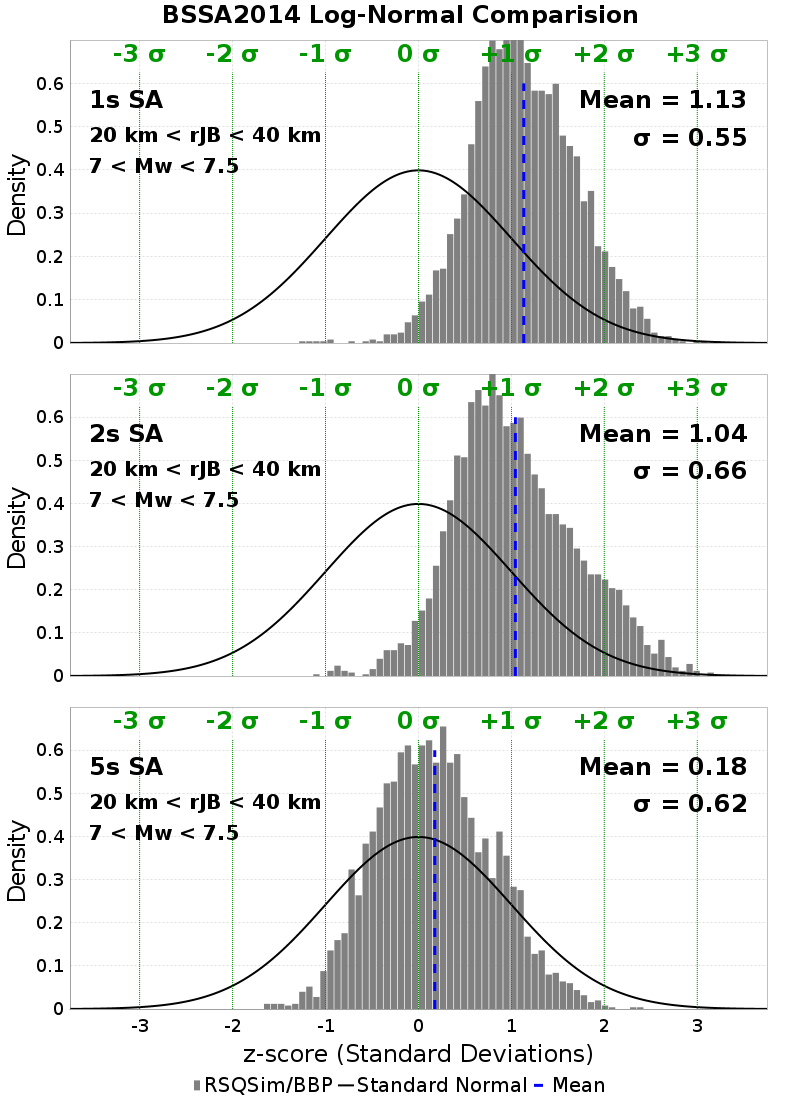 BSSA2014 Log-Normal Comparision
-3 σ -2 σ -1 σ 0 σ +1 σ +2 σ +3 σ
0.6
1s SA Mean = 1.13
0.5
20 km < rJB < 40 km σ = 0.55
7 < Mw < 7.5
0.4
Density
0.3
0.2
0.1
0
-3 σ -2 σ -1 σ 0 σ +1 σ +2 σ +3 σ
0.6
2s SA Mean = 1.04
0.5
20 km < rJB < 40 km σ = 0.66
7 < Mw < 7.5
0.4
Density
0.3
0.2
0.1
0
-3 σ -2 σ -1 σ 0 σ +1 σ +2 σ +3 σ
0.6
5s SA Mean = 0.18
0.5
20 km < rJB < 40 km σ = 0.62
7 < Mw < 7.5
0.4
Density
0.3
0.2
0.1
0
-3 -2 -1 0 1 2 3
z-score (Standard Deviations)
RSQSim/BBP Standard Normal Mean